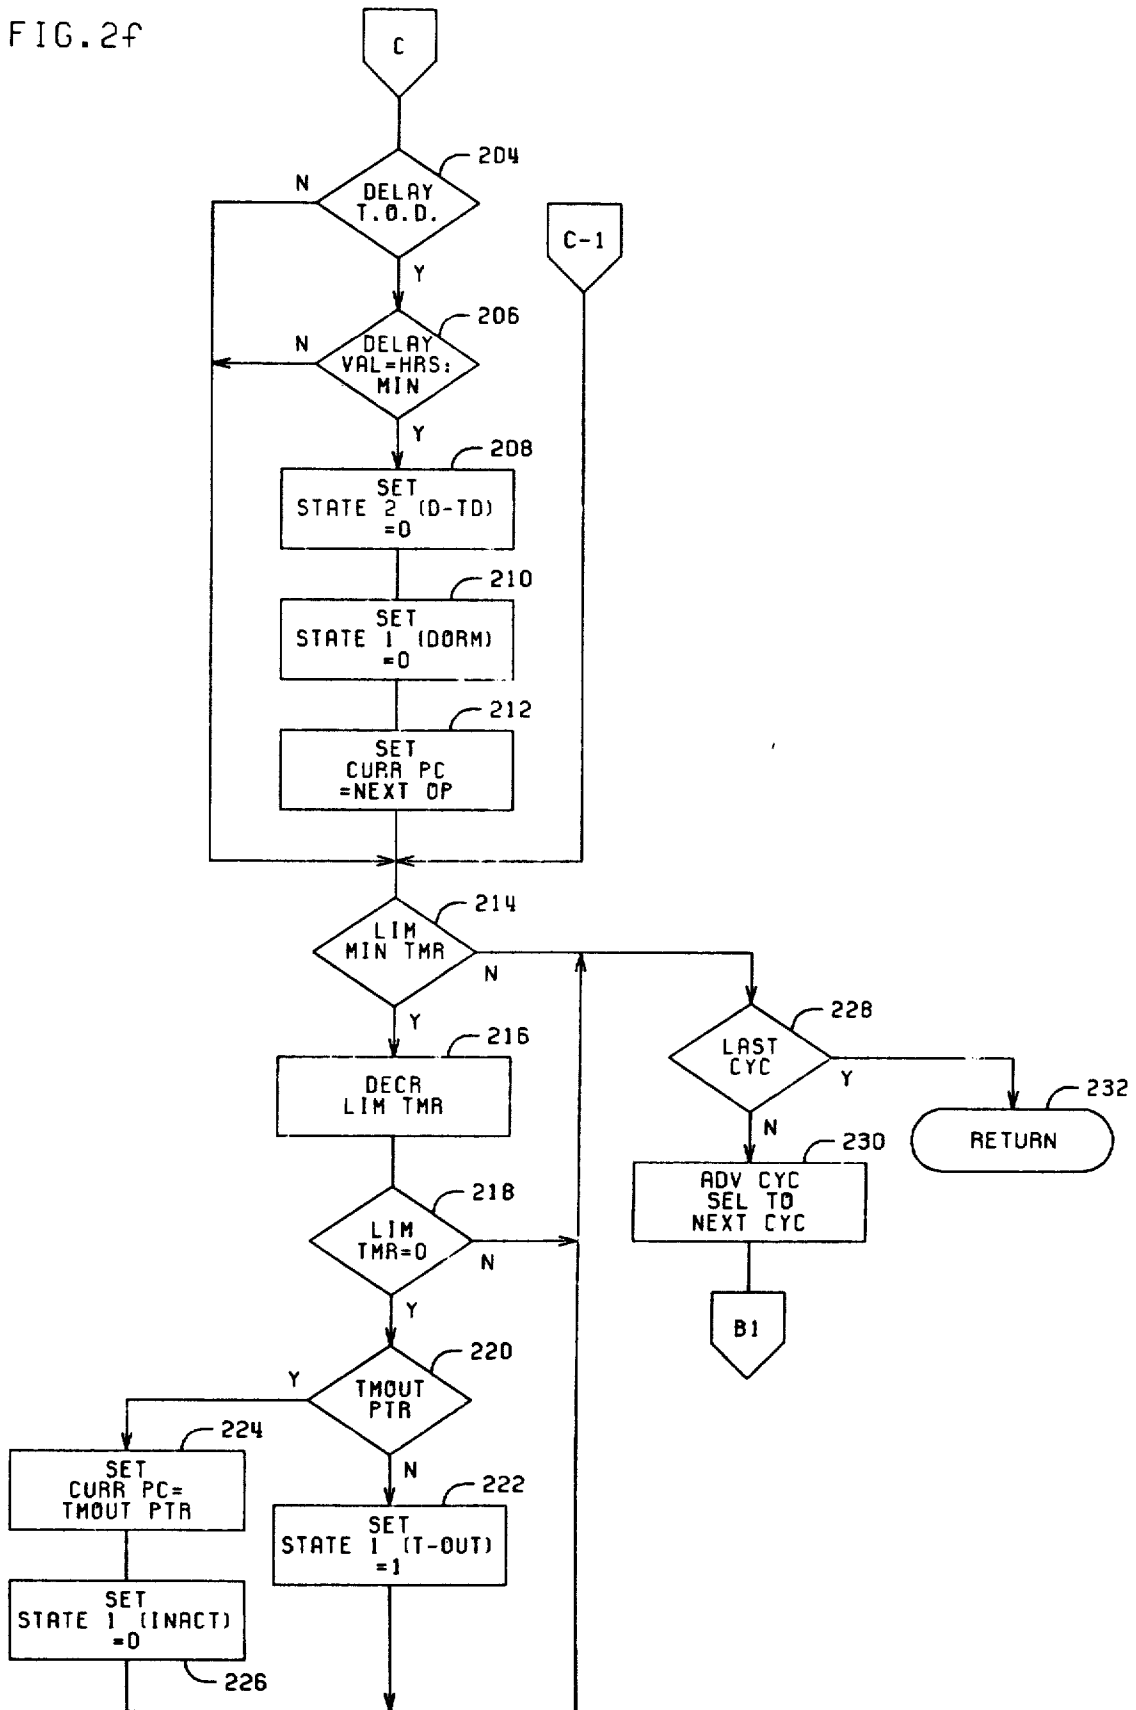 FIG.2f
C
204
N
DELAY
T.O.D.
C-1
Y
206
N
DELAY
VAL=HRS:
MIN
Y
208
SET
STATE 2 (D-TD)
=0
210
SET
STATE 1 (DORM)
=0
212
SET
CURR PC
=NEXT OP
214
LIM
MIN TMR
N
Y
216
DECR
LIM TMR
228
LAST
CYC
Y
232
RETURN
N
230
ADV CYC
SEL TO
NEXT CYC
218
LIM
TMR=0
N
Y
B1
220
Y
TMOUT
PTR
N
224
SET
CURR PC=
TMOUT PTR
222
SET
STATE 1 (T-OUT)
=1
SET
STATE 1 (INACT)
=0
226